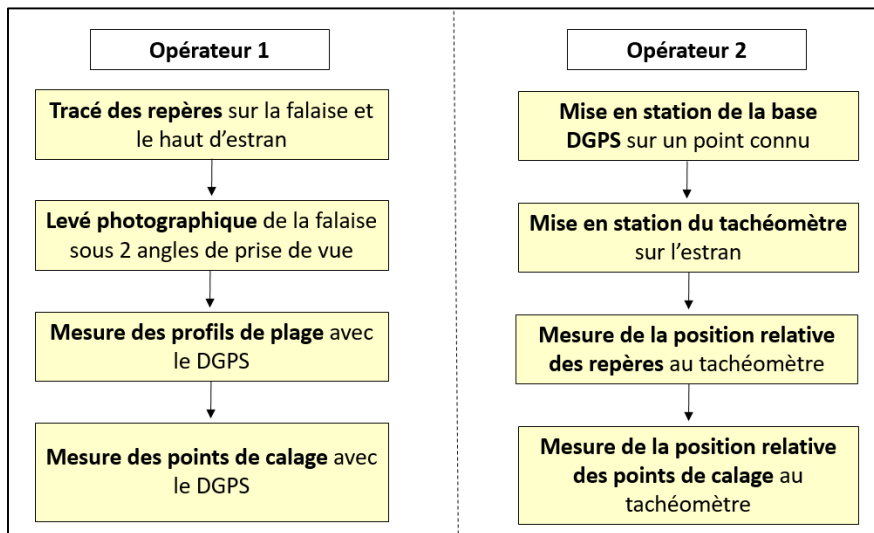 Opérateur 1
Tracé des repères sur la falaise et
le haut d'estran
Levé photographique de la falaise
sous 2 angles de prise de vue
Mesure des profils de plage avec
le DGPS
Mesure des points de calage avec
le DGPS
Opérateur 2
Mise en station de la base
DGPS sur un point connu
Mise en station du tachéomètre
sur l'estran
Mesure de la position relative
des repères au tachéomètre
Mesure de la position relative
des points de calage au
tachéomètre